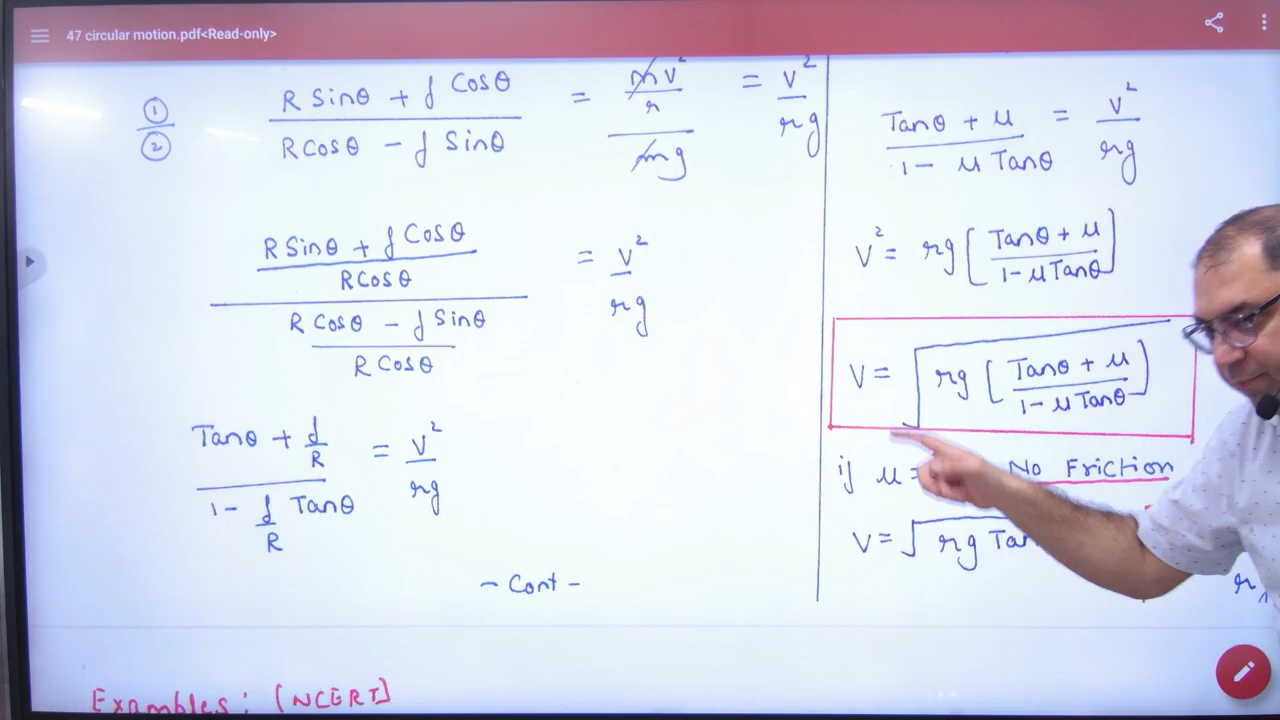 47 circular motion.pdf<Read-only>
① / ② (R Sinθ + f Cosθ) / (R Cosθ - f Sinθ) = (mv²/r) / (mg) = v²/rg
((R Sinθ + f Cosθ) / (R Cosθ)) / ((R Cosθ - f Sinθ) / (R Cosθ)) = v²/rg
(Tanθ + f/R) / (1 - f/R Tanθ) = v²/rg
- Cont -
Examples: [NCERT]
(Tanθ + μ) / (1 - μ Tanθ) = v²/rg
V² = rg [(Tanθ + μ) / (1 - μ Tanθ)]
V = √(rg [(Tanθ + μ) / (1 - μ Tanθ)])
if μ = No Friction
V = √rg Tan
r